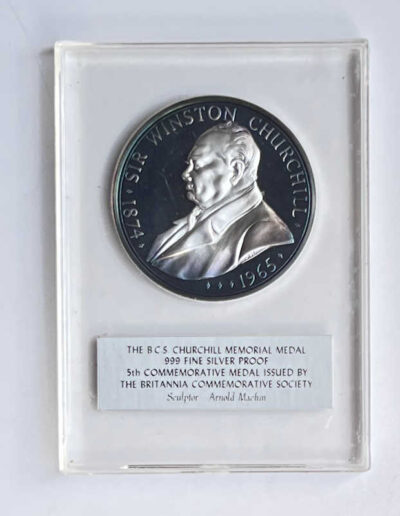 1874 · SIR WINSTON CHURCHILL · 1965 · · ·
THE B.C.S. CHURCHILL MEMORIAL MEDAL
999 FINE SILVER PROOF
5th COMMEMORATIVE MEDAL ISSUED BY
THE BRITANNIA COMMEMORATIVE SOCIETY
Sculptor Arnold Machin